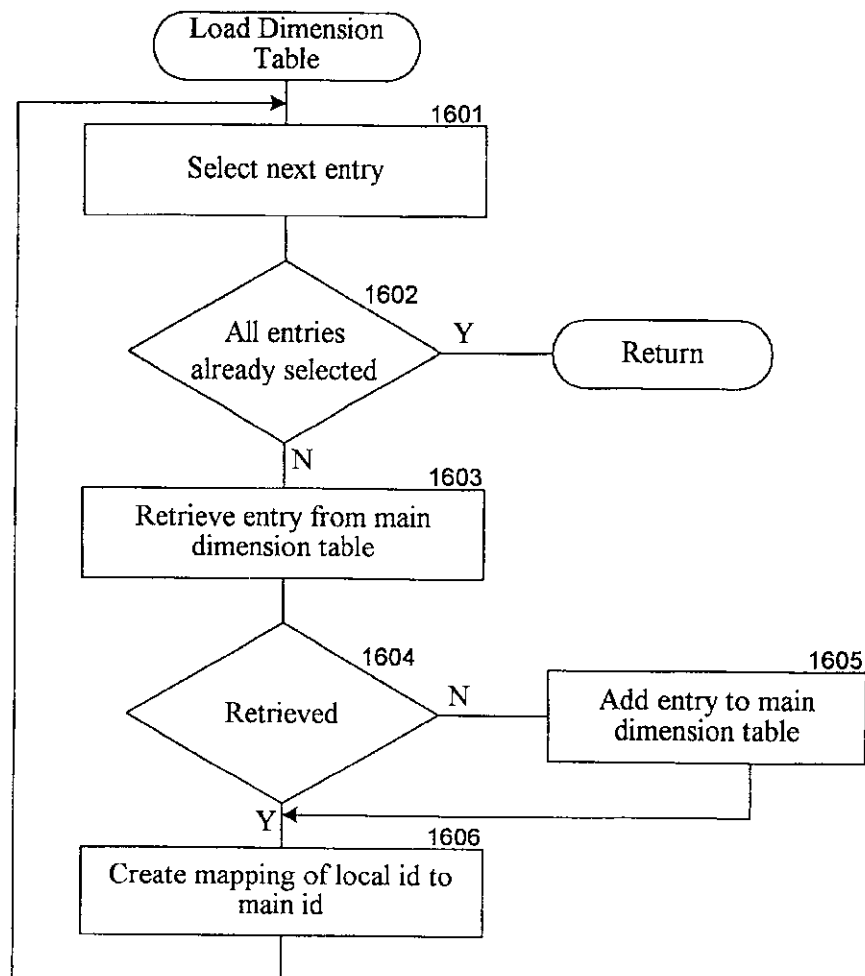 Load Dimension
Table
1601
Select next entry
1602
All entries
already selected
Y
Return
N
1603
Retrieve entry from main
dimension table
1604
Retrieved
N
1605
Add entry to main
dimension table
Y
1606
Create mapping of local id to
main id